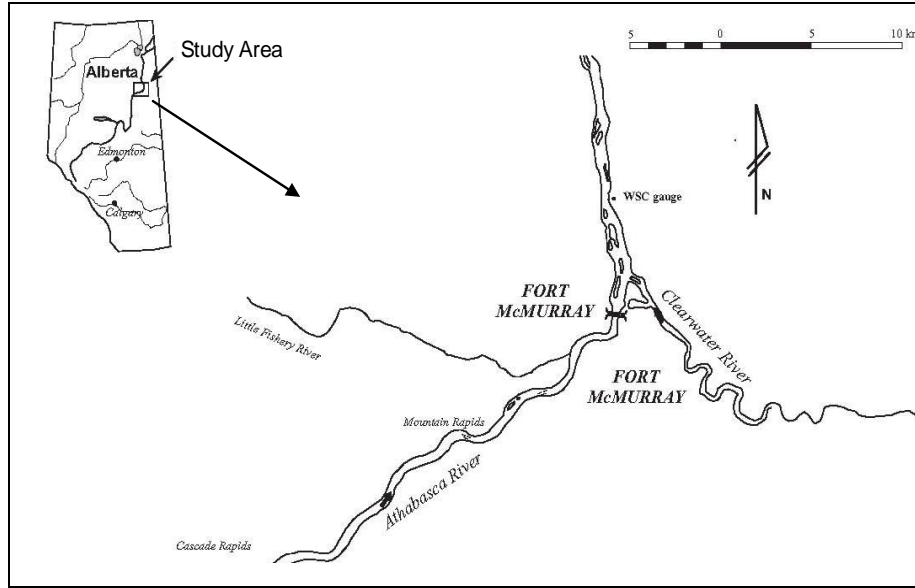 Study Area
Alberta
Edmonton
Calgary
5 0 5 10 km
N
WSC gauge
FORT
McMURRAY
Clearwater River
Little Fishery River
FORT
McMURRAY
Mountain Rapids
Athabasca River
Cascade Rapids